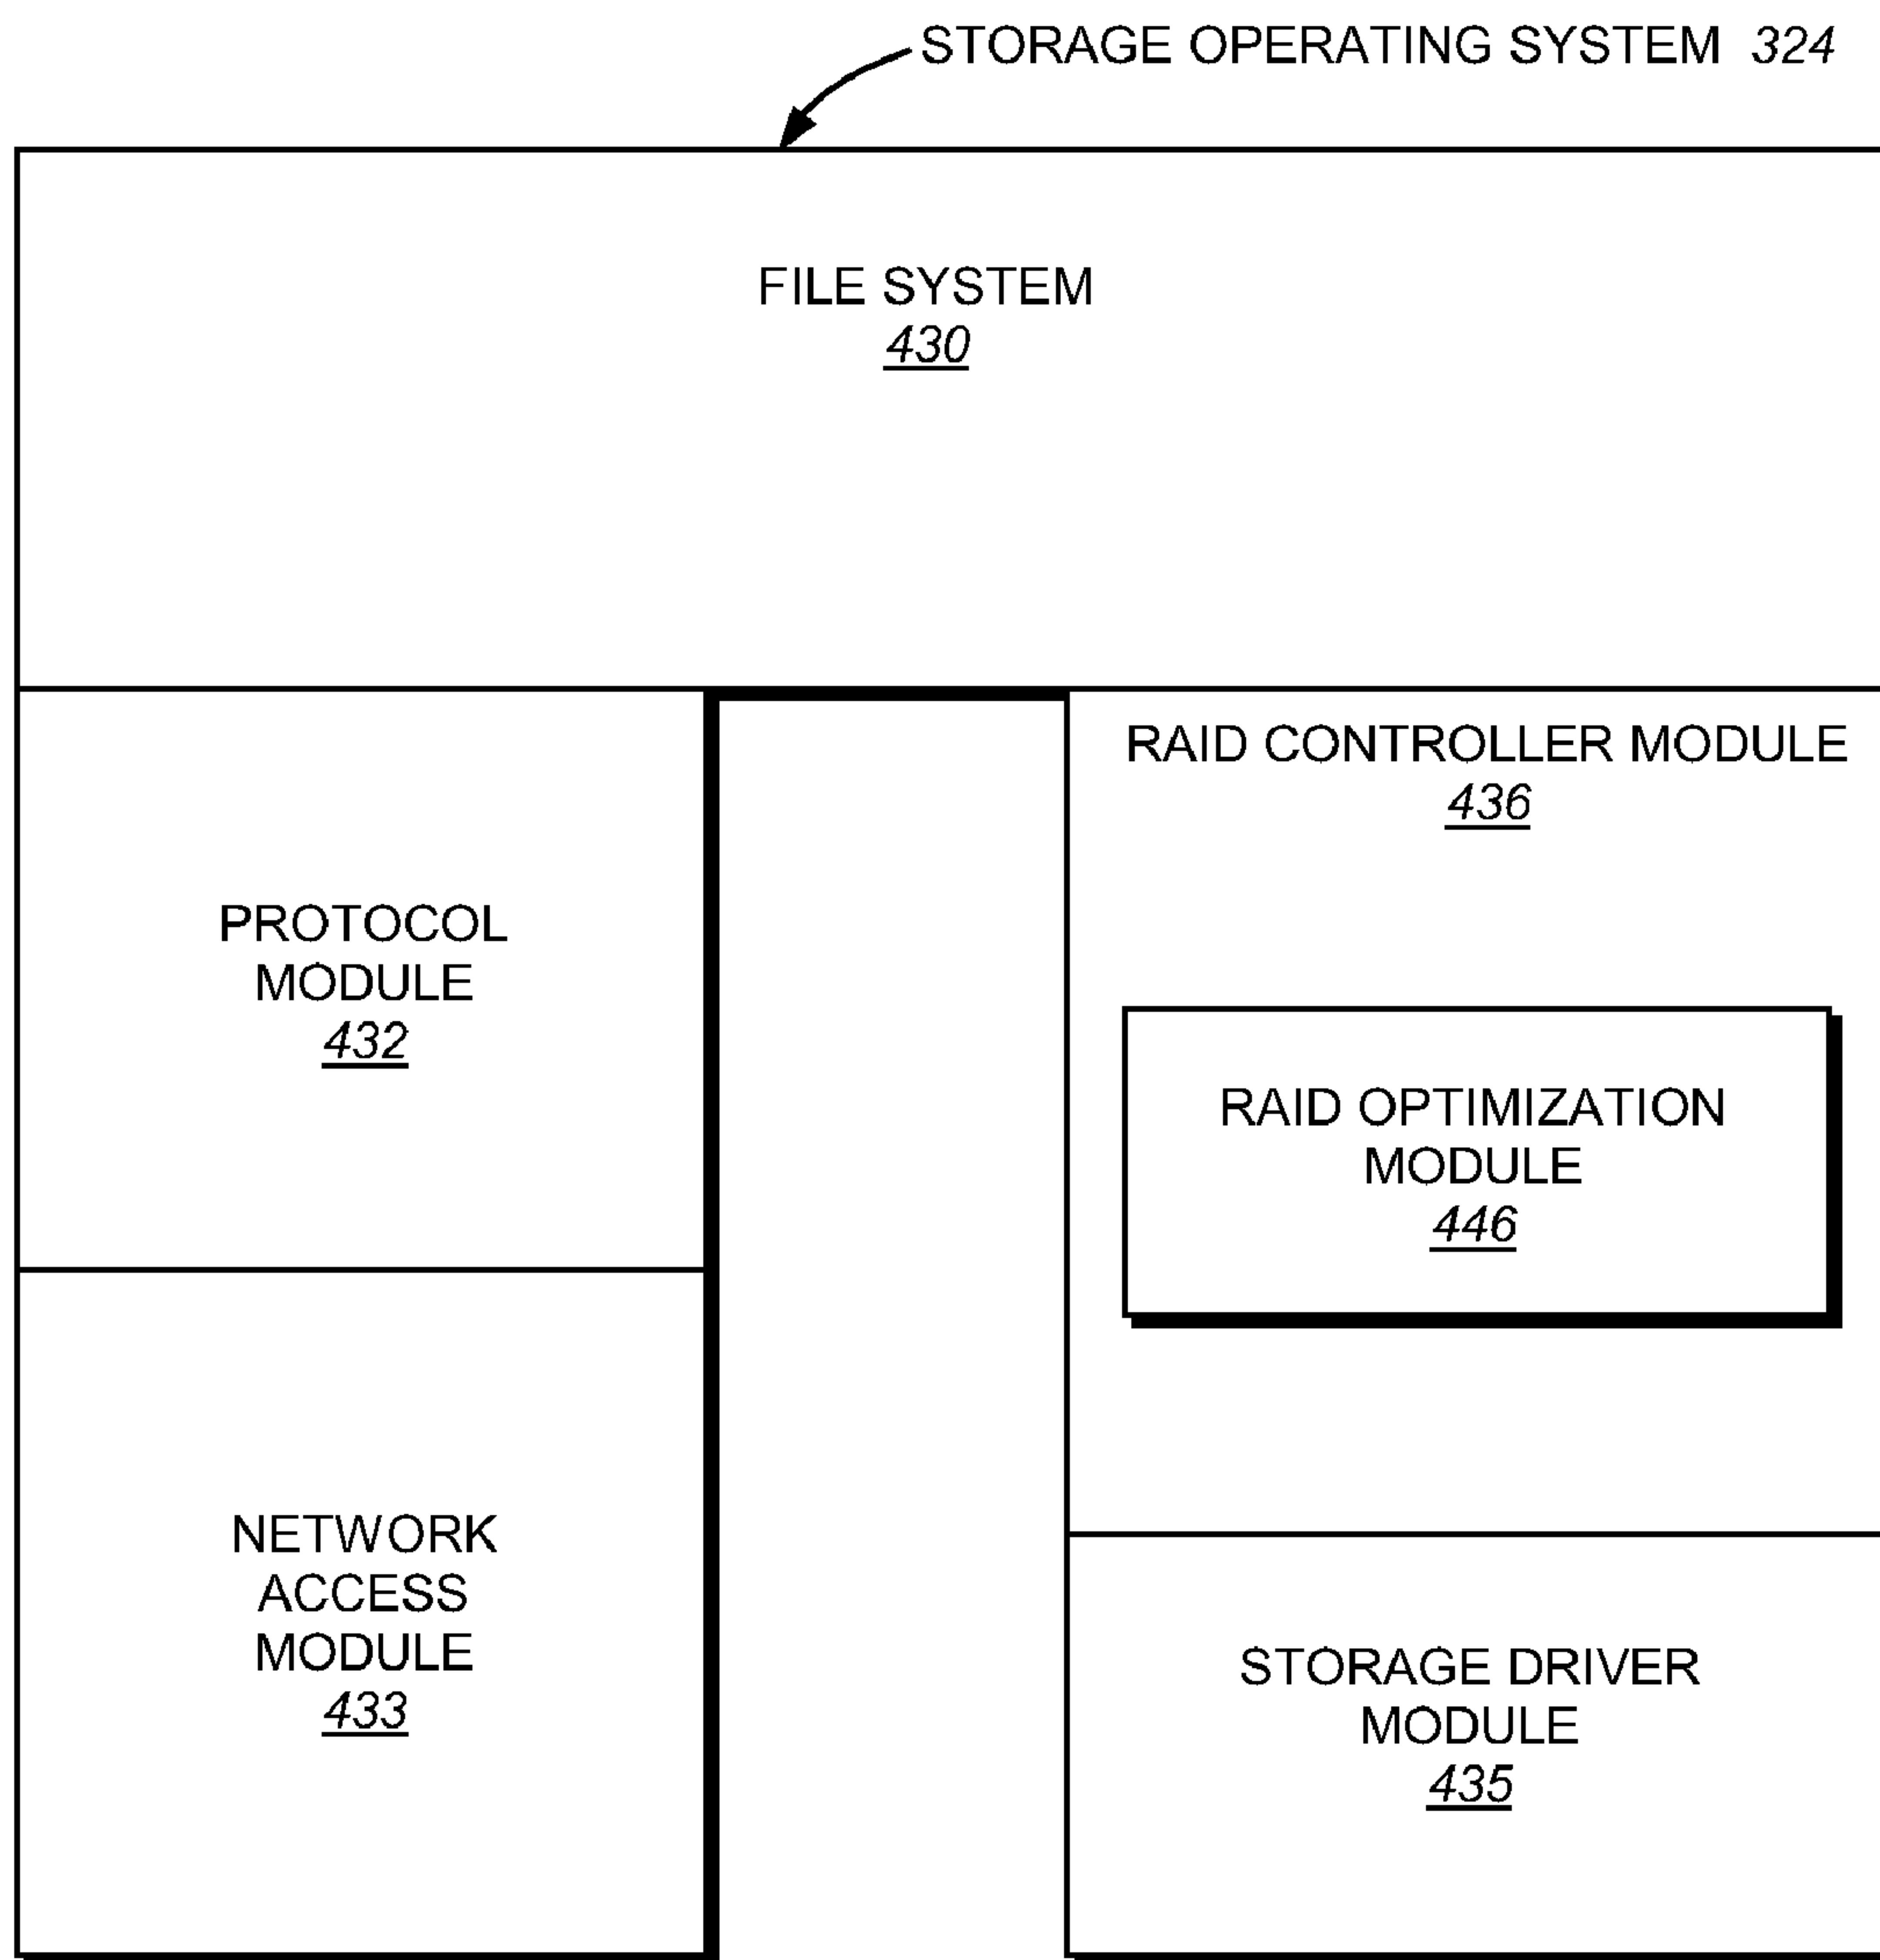 STORAGE OPERATING SYSTEM 324
FILE SYSTEM
430
PROTOCOL
MODULE
432
NETWORK
ACCESS
MODULE
433
RAID CONTROLLER MODULE
436
RAID OPTIMIZATION
MODULE
446
STORAGE DRIVER
MODULE
435